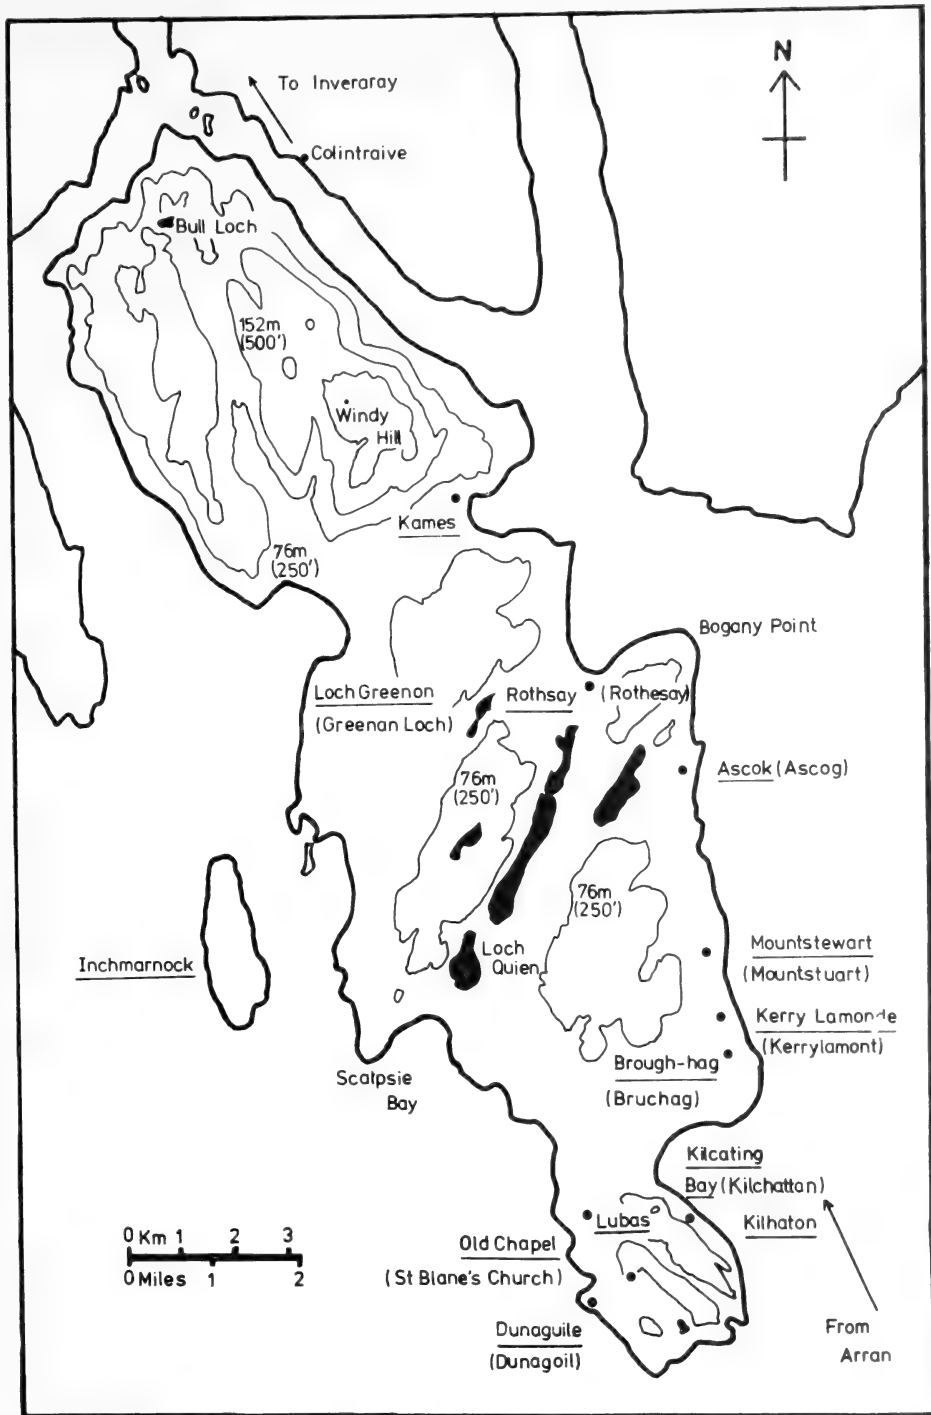 N
To Inveraray
Colintraive
Bull Loch
152m
(500')
Windy
Hill
Kames
76m
(250')
Bogany Point
Loch Greenon
(Greenan Loch)
Rothsay (Rothesay)
Ascok (Ascog)
76m
(250')
76m
(250')
Loch
Quien
Inchmarnock
Mountstewart
(Mountstuart)
Kerry Lamonde
(Kerrylamont)
Brough-hag
(Bruchag)
Scalpsie
Bay
Kilcating
Bay (Kilchattan)
Lubas
Kilhaton
Old Chapel
(St Blane's Church)
Dunaguile
(Dunagoil)
From
Arran
0 Km 1 2 3
0 Miles 1 2